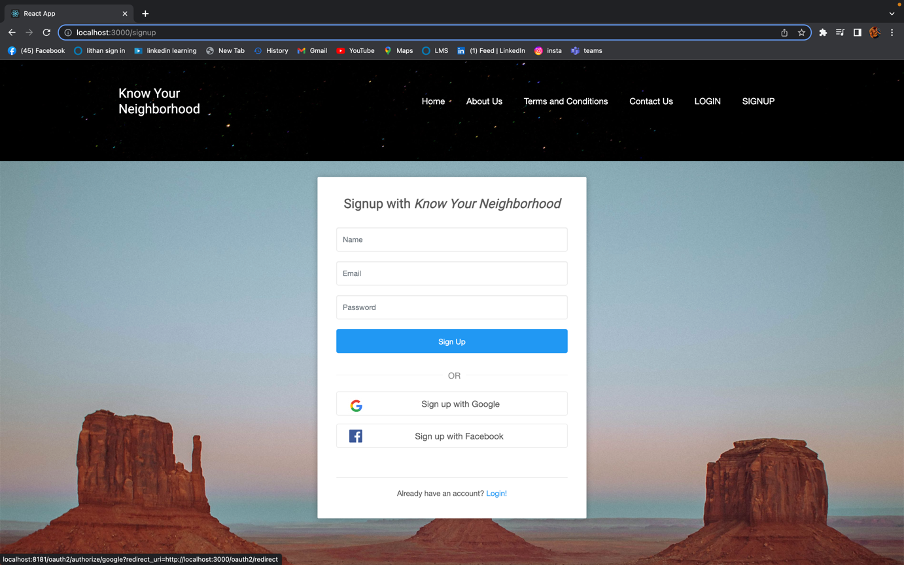 React App
localhost:3000/signup
(45) Facebook
lithan sign in
linkedin learning
New Tab
History
Gmail
YouTube
Maps
LMS
(1) Feed | LinkedIn
insta
teams
Know Your
Neighborhood
Home
About Us
Terms and Conditions
Contact Us
LOGIN
SIGNUP
Signup with Know Your Neighborhood
Name
Email
Password
Sign Up
OR
Sign up with Google
Sign up with Facebook
Already have an account? Login!
localhost:8181/oauth2/authorize/google?redirect_uri=http://localhost:3000/oauth2/redirect